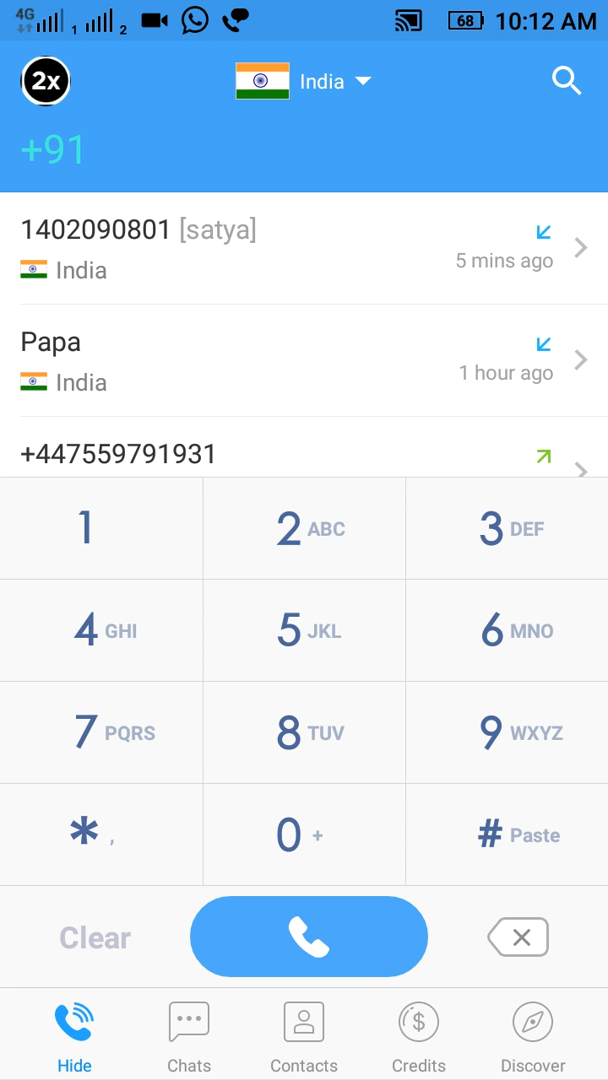 4G 1 2 68 10:12 AM
2x India
+91
1402090801 [satya]
India 5 mins ago
Papa
India 1 hour ago
+447559791931
1 2 ABC 3 DEF
4 GHI 5 JKL 6 MNO
7 PQRS 8 TUV 9 WXYZ
* , 0 + # Paste
Clear
Hide Chats Contacts Credits Discover